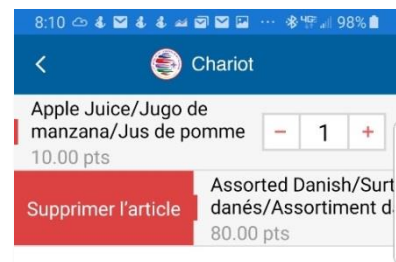 8:10 98%
Chariot
Apple Juice/Jugo de
manzana/Jus de pomme
- 1 +
10.00 pts
Supprimer l'article
Assorted Danish/Surt
danés/Assortiment d
80.00 pts